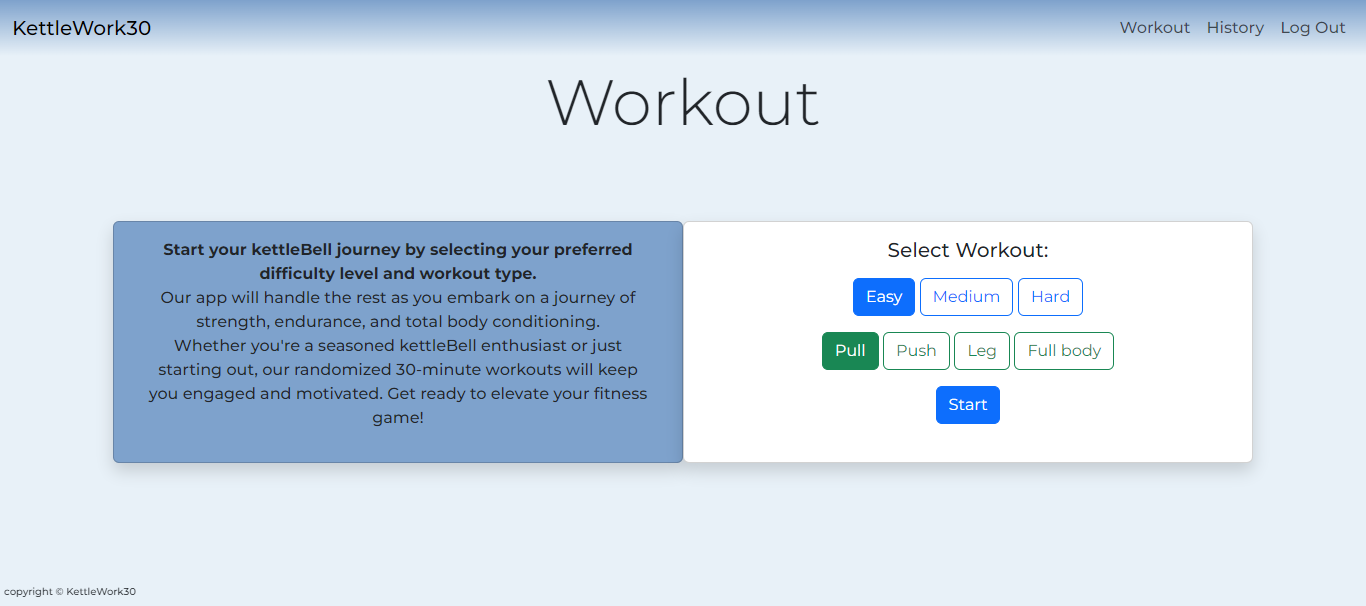 KettleWork30
Workout History Log Out
Workout
Start your kettleBell journey by selecting your preferred
difficulty level and workout type.
Our app will handle the rest as you embark on a journey of
strength, endurance, and total body conditioning.
Whether you're a seasoned kettleBell enthusiast or just
starting out, our randomized 30-minute workouts will keep
you engaged and motivated. Get ready to elevate your fitness
game!
Select Workout:
Easy Medium Hard
Pull Push Leg Full body
Start
copyright © KettleWork30